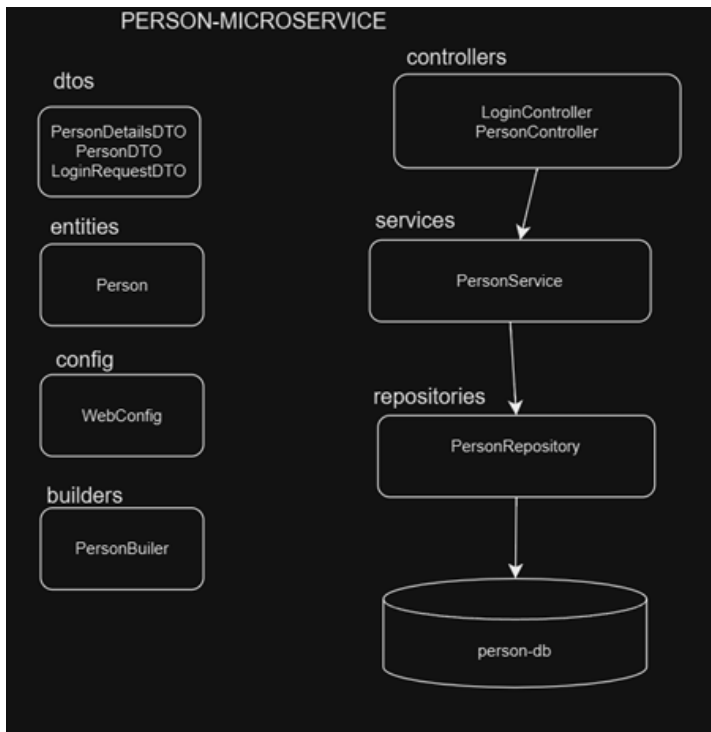 PERSON-MICROSERVICE
dtos
PersonDetailsDTO
PersonDTO
LoginRequestDTO
entities
Person
config
WebConfig
builders
PersonBuiler
controllers
LoginController
PersonController
services
PersonService
repositories
PersonRepository
person-db